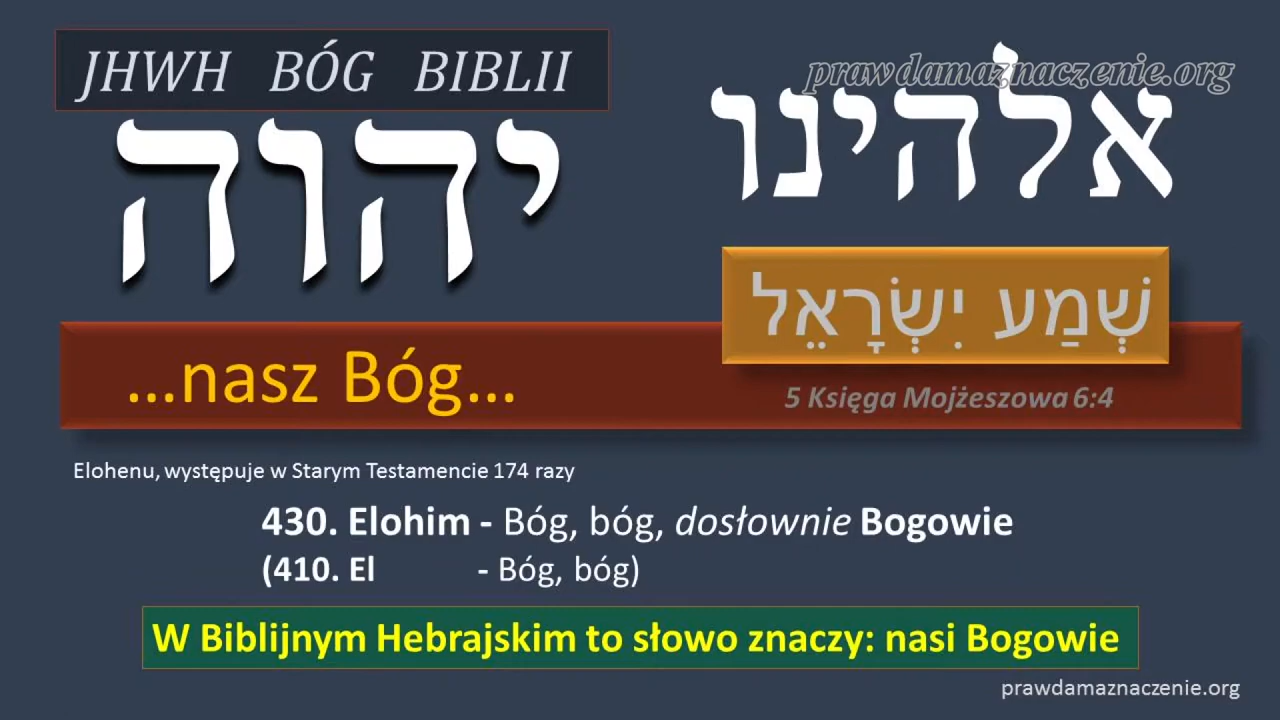 JHWH BÓG BIBLII
prawdamaznaczenie.org
יהוה
אלהינו
שְׁמַע יִשְׂרָאֵל
...nasz Bóg...
5 Księga Mojżeszowa 6:4
Elohenu, występuje w Starym Testamencie 174 razy
430. Elohim - Bóg, bóg, dosłownie Bogowie
(410. El - Bóg, bóg)
W Biblijnym Hebrajskim to słowo znaczy: nasi Bogowie
prawdamaznaczenie.org